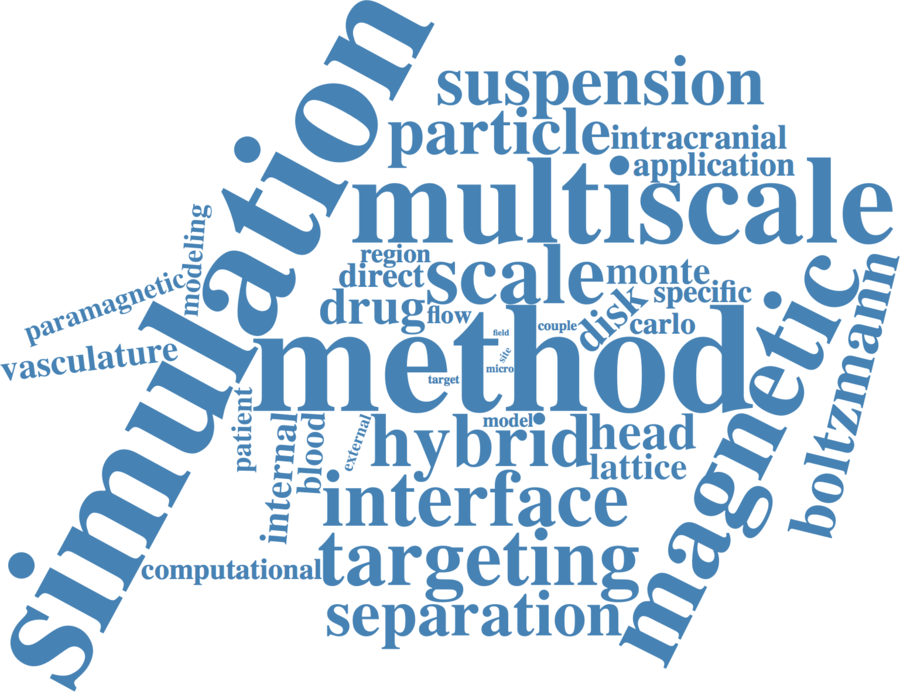 simulation
suspension
particle
intracranial
application
multiscale
modeling
region
direct
scale
monte
paramagnetic
drug
flow
disk
specific
magnetic
boltzmann
carlo
vasculature
field
couple
site
micro
target
method
patient
internal
blood
external
model
hybrid
head
lattice
interface
computational
targeting
separation